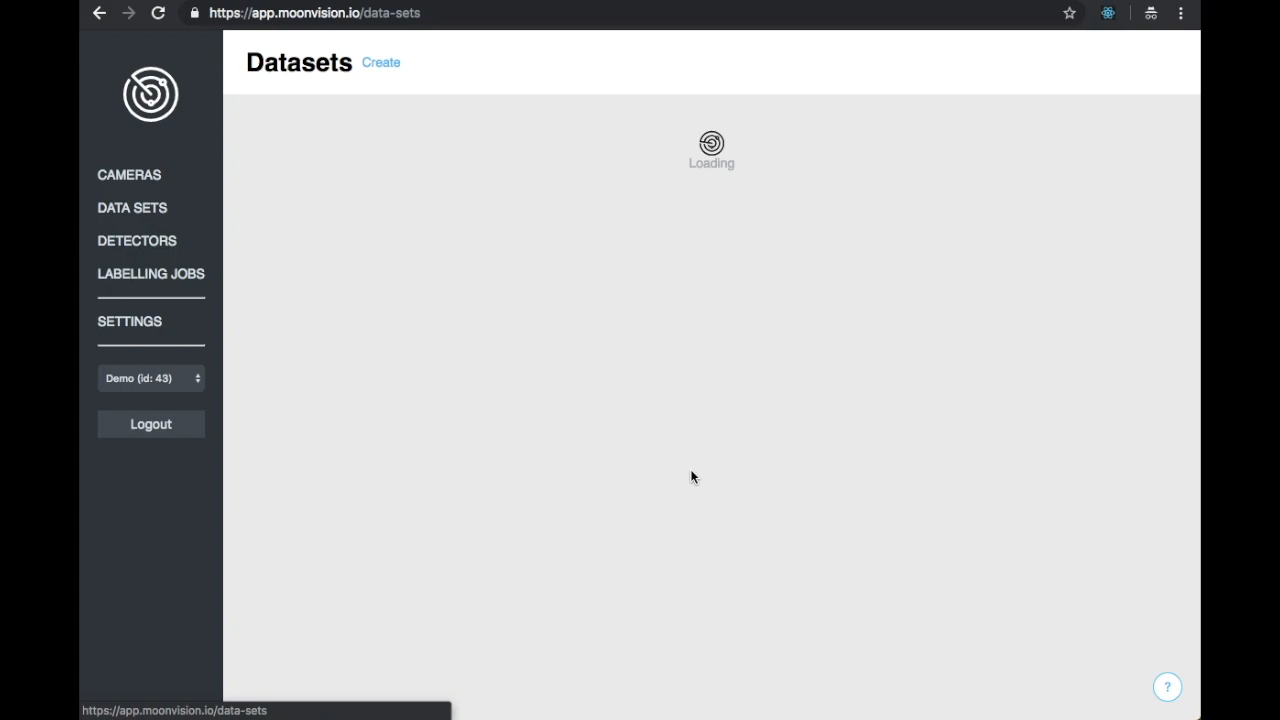 https://app.moonvision.io/data-sets
Datasets Create
Loading
CAMERAS
DATA SETS
DETECTORS
LABELLING JOBS
SETTINGS
Demo (id: 43)
Logout
?
https://app.moonvision.io/data-sets